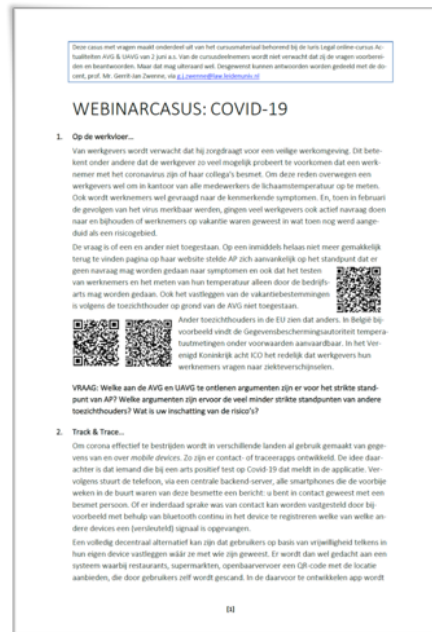 Deze casus met vragen maakt onderdeel uit van het cursusmateriaal behorend bij de Iuris Legal online-cursus Ac-
tualiteiten AVG & UAVG van 2 juni a.s. Van de cursusdeelnemers wordt niet verwacht dat zij de vragen voorberei-
den en beantwoorden. Maar dat mag uiteraard wel. Desgewenst kunnen antwoorden worden gedeeld met de do-
cent, prof. Mr. Gerrit-Jan Zwenne, via g.j.zwenne@law.leidenuniv.nl
WEBINARCASUS: COVID-19
1. Op de werkvloer…
Van werkgevers wordt verwacht dat hij zorgdraagt voor een veilige werkomgeving. Dit bete-
kent onder andere dat de werkgever zo veel mogelijk probeert te voorkomen dat een werk-
nemer met het coronavirus zijn of haar collega's besmet. Om deze reden overwegen een
werkgevers wel om in kantoor van alle medewerkers de lichaamstemperatuur op te meten.
Ook wordt werknemers wel gevraagd naar de kenmerkende symptomen. En, toen in februari
de gevolgen van het virus merkbaar werden, gingen veel werkgevers ook actief navraag doen
naar en bijhouden of werknemers op vakantie waren geweest in wat toen nog werd aange-
duid als een risicogebied.
De vraag is of een en ander niet toegestaan. Op een inmiddels helaas niet meer gemakkelijk
terug te vinden pagina op haar website stelde AP zich aanvankelijk op het standpunt dat er
geen navraag mag worden gedaan naar symptomen en ook dat het testen
van werknemers en het meten van hun temperatuur alleen door de bedrijfs-
arts mag worden gedaan. Ook het vastleggen van de vakantiebestemmingen
is volgens de toezichthouder op grond van de AVG niet toegestaan.
Ander toezichthouders in de EU zien dat anders. In België bij-
voorbeeld vindt de Gegevensbeschermingsautoriteit tempera-
tuutmetingen onder voorwaarden aanvaardbaar. In het Ver-
enigd Koninkrijk acht ICO het redelijk dat werkgevers hun
werknemers vragen naar ziekteverschijnselen.
VRAAG: Welke aan de AVG en UAVG te ontlenen argumenten zijn er voor het strikte stand-
punt van AP? Welke argumenten zijn ervoor de veel minder strikte standpunten van andere
toezichthouders? Wat is uw inschatting van de risico's?
2. Track & Trace…
Om corona effectief te bestrijden wordt in verschillende landen al gebruik gemaakt van gege-
vens van en over mobile devices. Zo zijn er contact- of traceerapps ontwikkeld. De idee daar-
achter is dat iemand die bij een arts positief test op Covid-19 dat meldt in de applicatie. Ver-
volgens stuurt de telefoon, via een centrale backend-server, alle smartphones die de voorbije
weken in de buurt waren van deze besmette een bericht: u bent in contact geweest met een
besmet persoon. Of er inderdaad sprake was van contact kan worden vastgesteld door bij-
voorbeeld met behulp van bluetooth continu in het device te registreren welke van welke an-
dere devices een (versleuteld) signaal is opgevangen.
Een volledig decentraal alternatief kan zijn dat gebruikers op basis van vrijwilligheid telkens in
hun eigen device vastleggen wáár ze met wie zijn geweest. Er wordt dan wel gedacht aan een
systeem waarbij restaurants, supermarkten, openbaarvervoer een QR-code met de locatie
aanbieden, die door gebruikers zelf wordt gescand. In de daarvoor te ontwikkelen app wordt
[1]